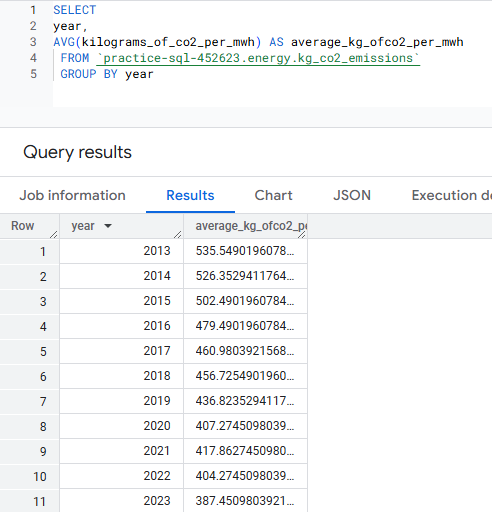 1 SELECT
2 year,
3 AVG(kilograms_of_co2_per_mwh) AS average_kg_ofco2_per_mwh
4 FROM `practice-sql-452623.energy.kg_co2_emissions`
5 GROUP BY year
Query results
Job information Results Chart JSON Execution de
Row year average_kg_ofco2_pe
1 2013 535.5490196078...
2 2014 526.3529411764...
3 2015 502.4901960784...
4 2016 479.4901960784...
5 2017 460.9803921568...
6 2018 456.7254901960...
7 2019 436.8235294117...
8 2020 407.2745098039...
9 2021 417.8627450980...
10 2022 404.2745098039...
11 2023 387.4509803921...